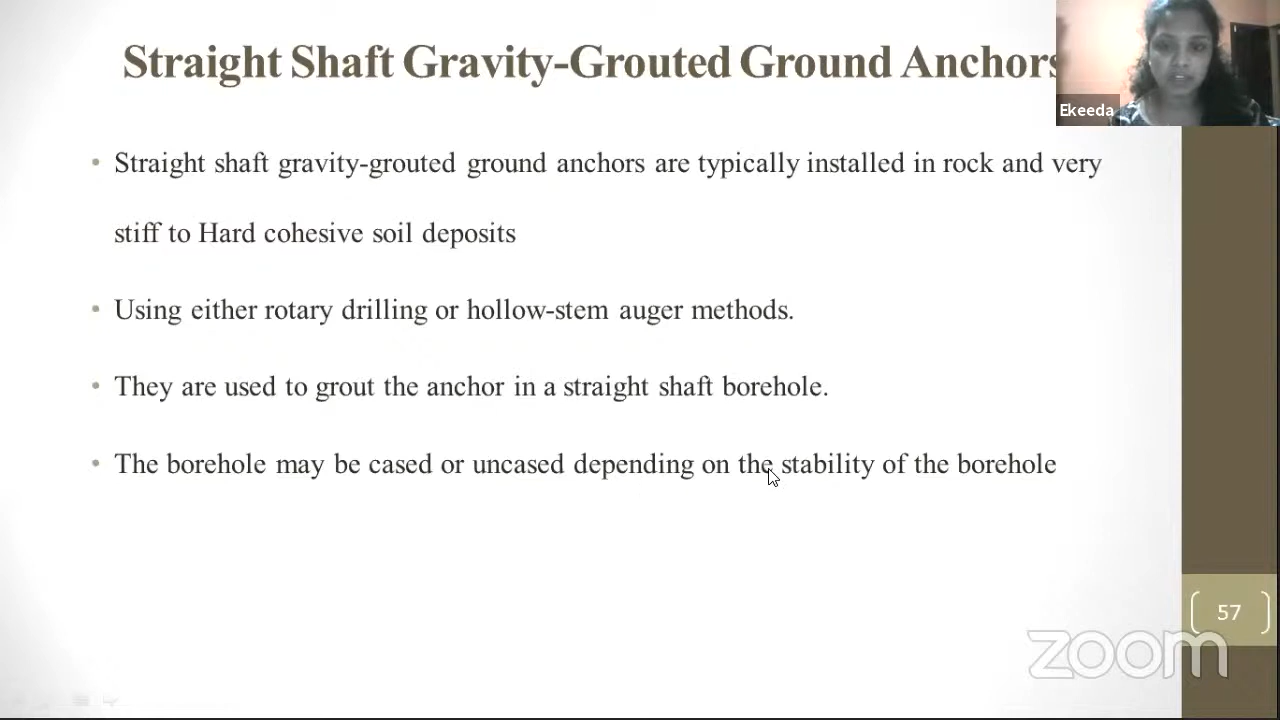 Straight Shaft Gravity-Grouted Ground Anchors
Ekeeda
• Straight shaft gravity-grouted ground anchors are typically installed in rock and very
stiff to Hard cohesive soil deposits
• Using either rotary drilling or hollow-stem auger methods.
• They are used to grout the anchor in a straight shaft borehole.
• The borehole may be cased or uncased depending on the stability of the borehole
57
zoom